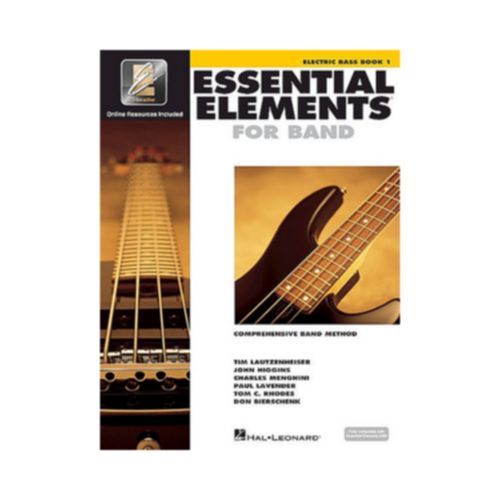 ELECTRIC BASS BOOK 1
ESSENTIAL
ELEMENTS
FOR BAND
Online Resources Included
COMPREHENSIVE BAND METHOD
TIM LAUTZENHEISER
JOHN HIGGINS
CHARLES MENGHINI
PAUL LAVENDER
TOM C. RHODES
DON BIERSCHENK
HAL•LEONARD